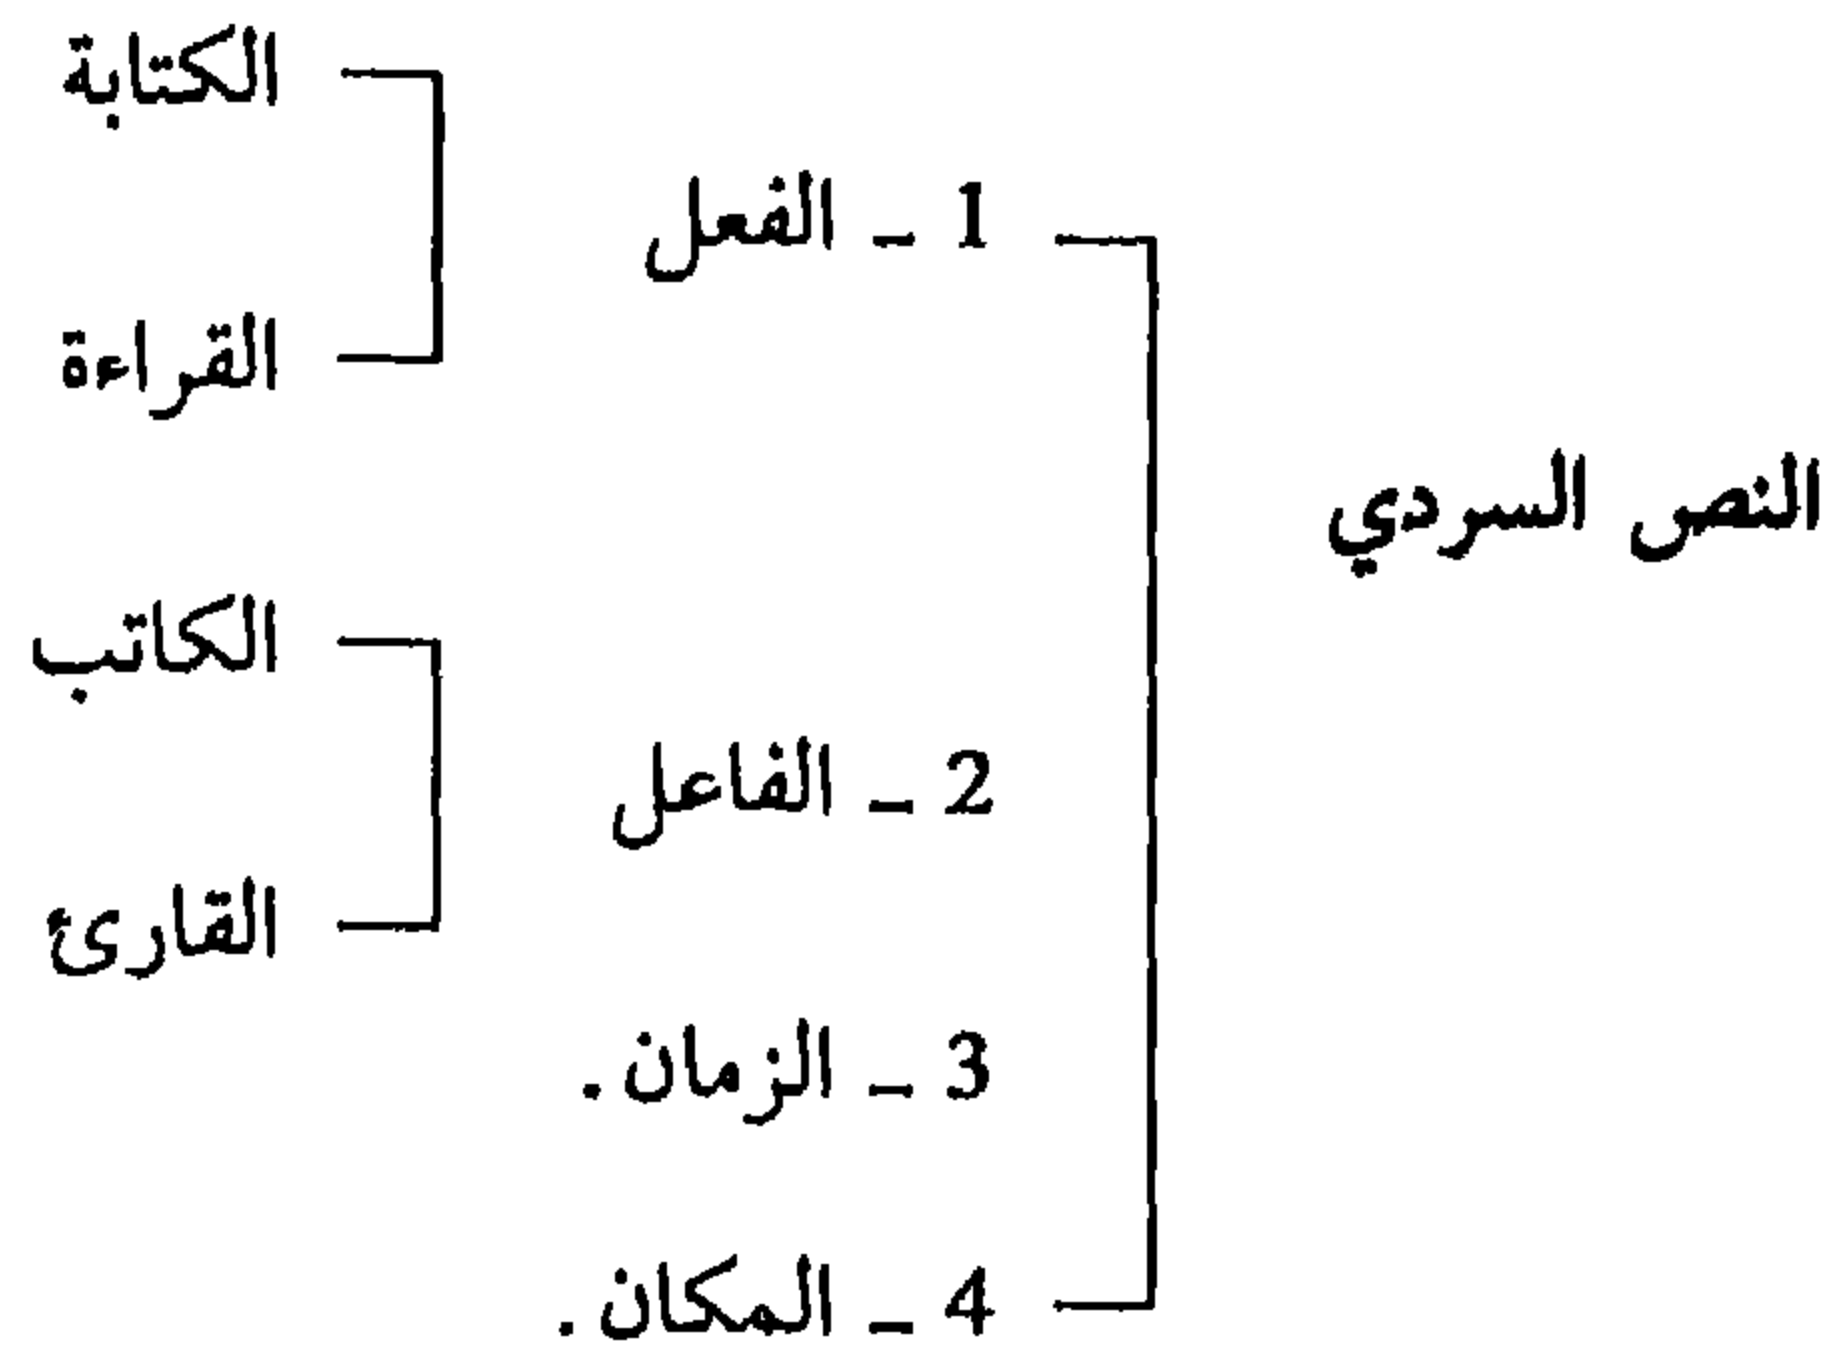 الكتابة
1 ـ الفعل
القراءة
النص السردي
الكاتب
2 ـ الفاعل
القارئ
3 ـ الزمان .
4 ـ المكان .